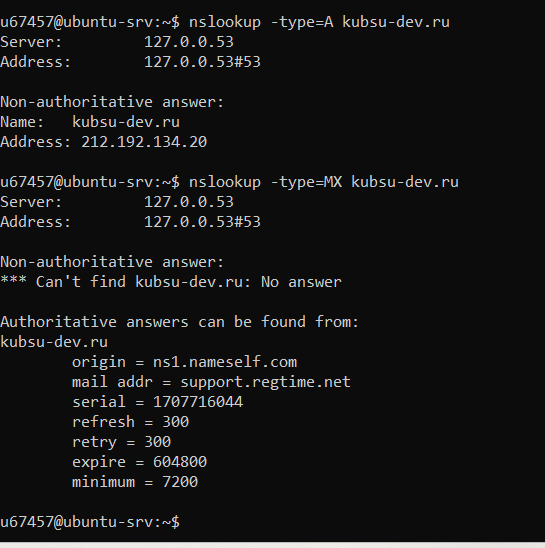 u67457@ubuntu-srv:~$ nslookup -type=A kubsu-dev.ru
Server:         127.0.0.53
Address:        127.0.0.53#53

Non-authoritative answer:
Name:   kubsu-dev.ru
Address: 212.192.134.20

u67457@ubuntu-srv:~$ nslookup -type=MX kubsu-dev.ru
Server:         127.0.0.53
Address:        127.0.0.53#53

Non-authoritative answer:
*** Can't find kubsu-dev.ru: No answer

Authoritative answers can be found from:
kubsu-dev.ru
        origin = ns1.nameself.com
        mail addr = support.regtime.net
        serial = 1707716044
        refresh = 300
        retry = 300
        expire = 604800
        minimum = 7200

u67457@ubuntu-srv:~$